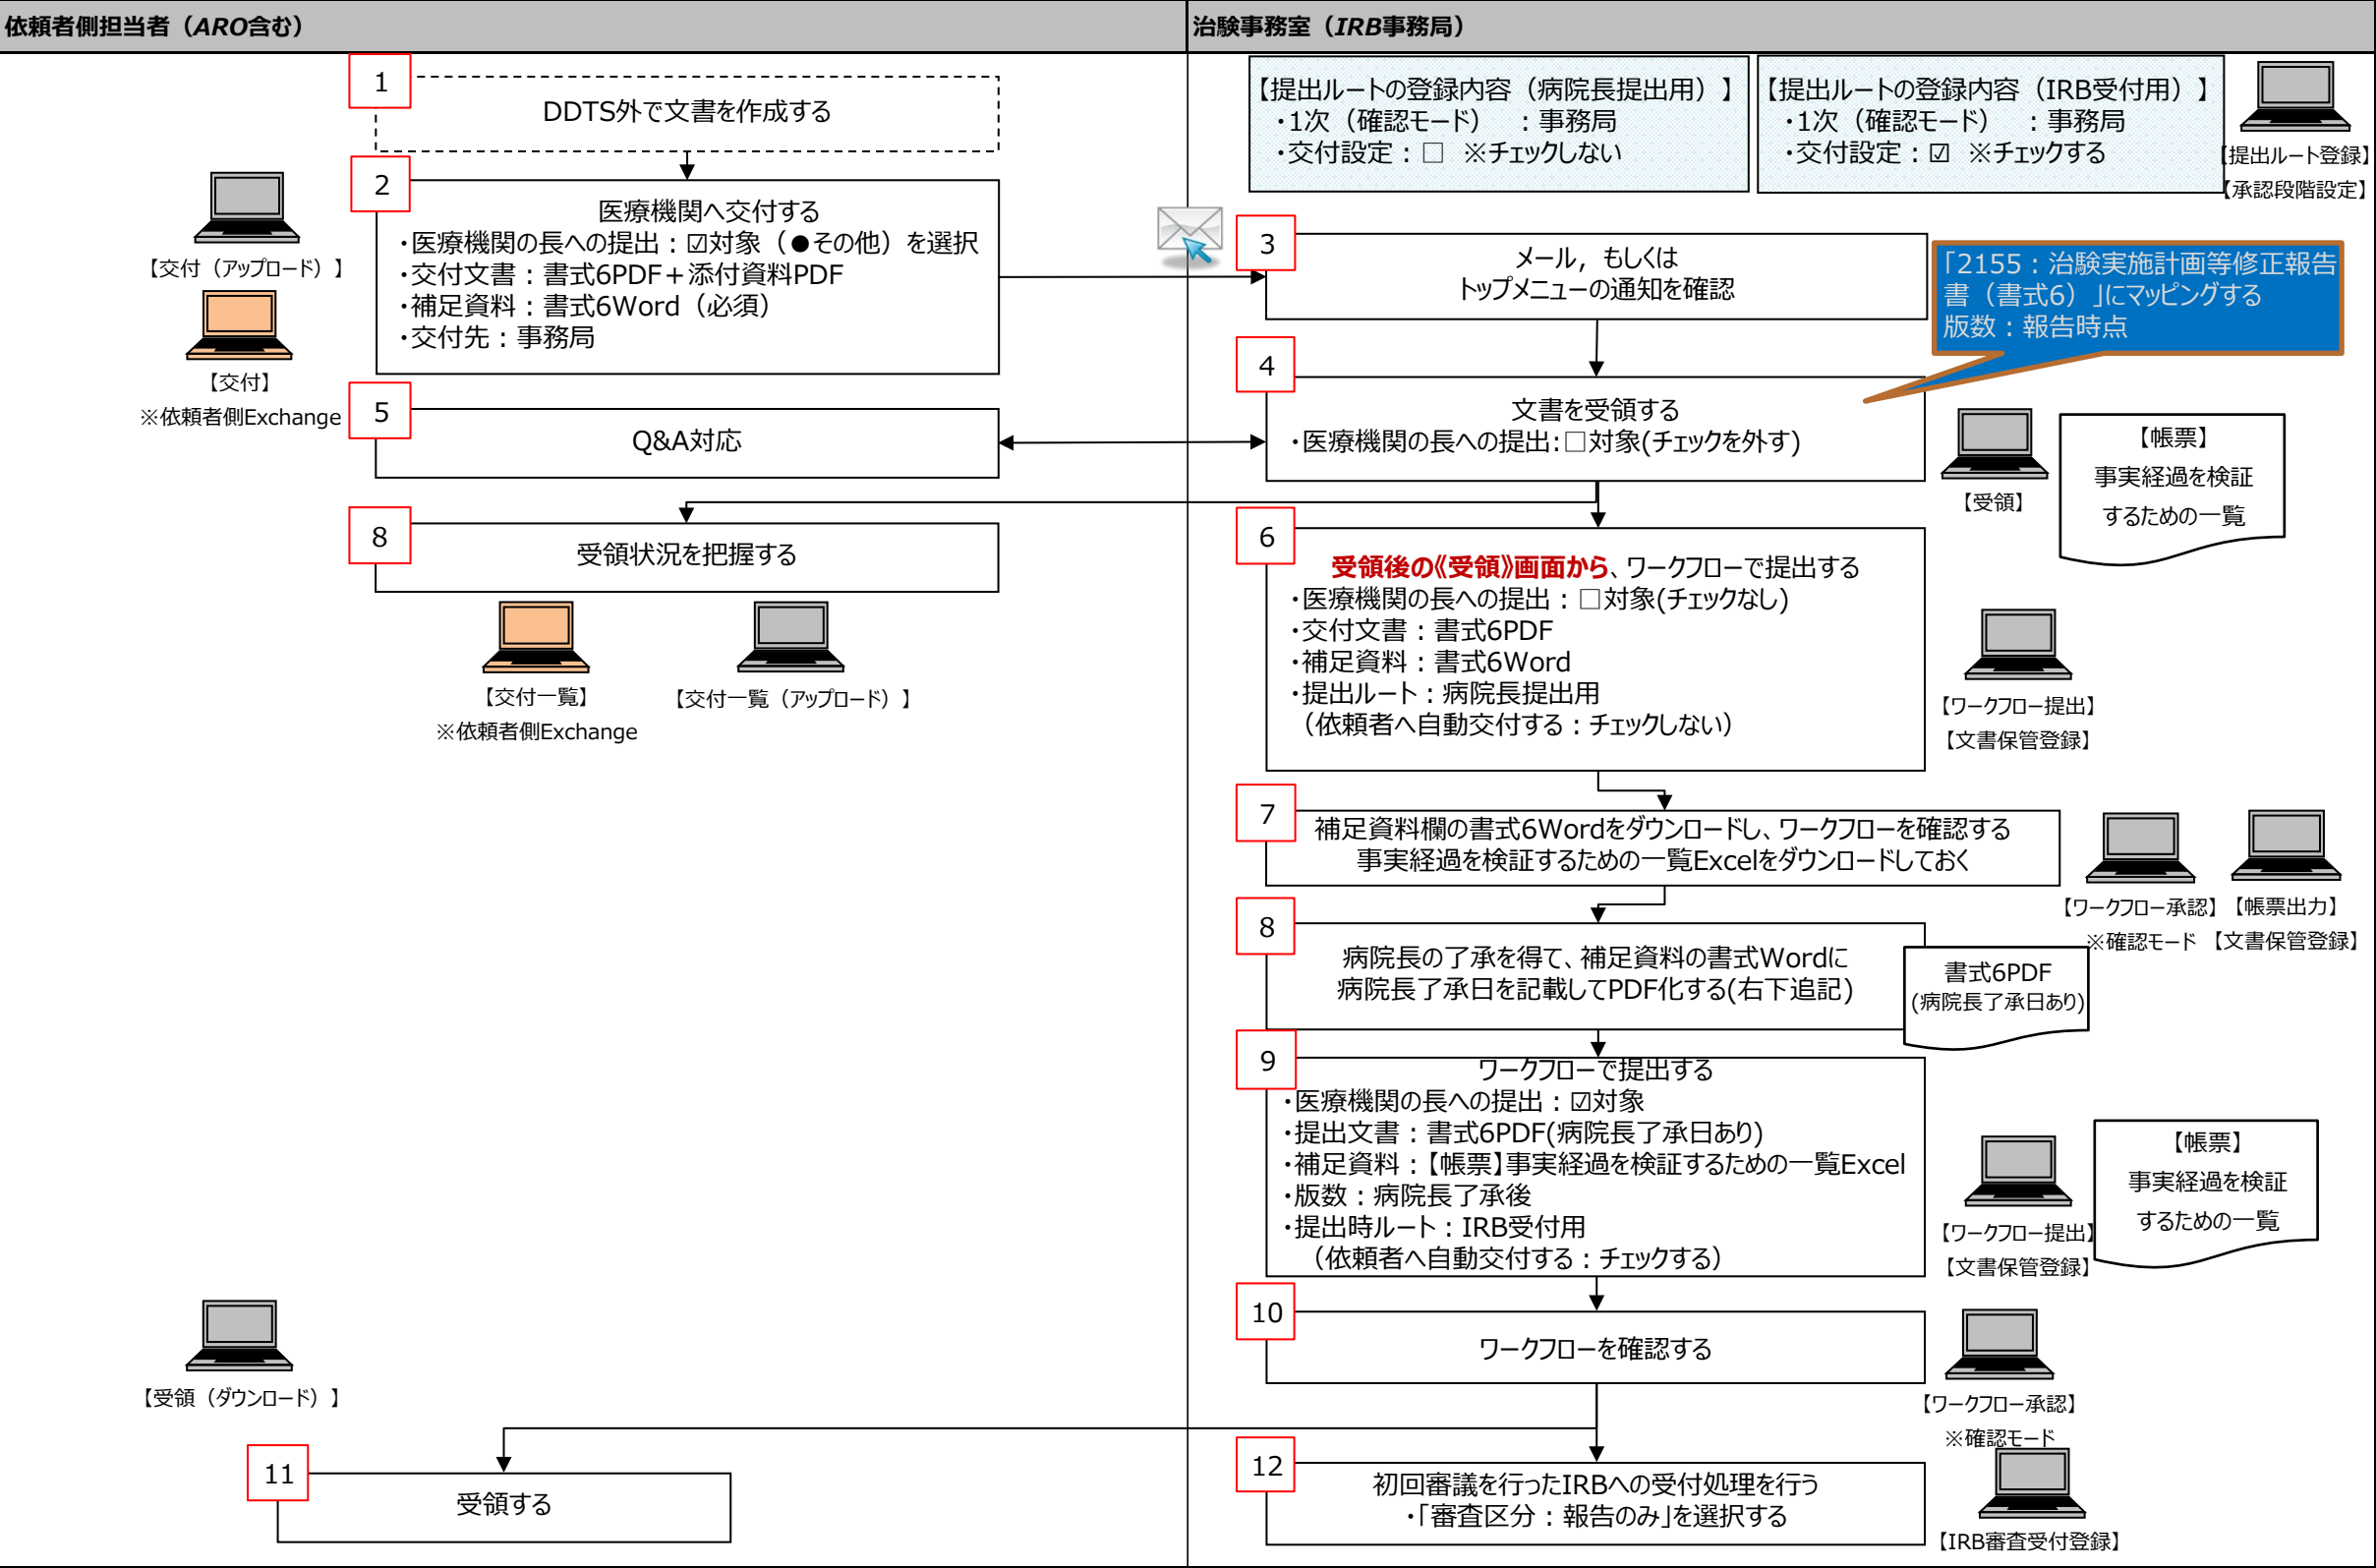 依頼者側担当者（ARO含む）
治験事務室（IRB事務局）
【提出ルートの登録内容（病院長提出用）】
・1次（確認モード）　：事務局
・交付設定：□　※チェックしない
【提出ルートの登録内容（IRB受付用）】
・1次（確認モード）　：事務局
・交付設定：☑　※チェックする
【提出ルート登録】
【承認段階設定】
1
DDTS外で文書を作成する
2
医療機関へ交付する
・医療機関の長への提出：☑対象（●その他）を選択
・交付文書：書式6PDF＋添付資料PDF
・補足資料：書式6Word（必須）
・交付先：事務局
【交付（アップロード）】
【交付】
※依頼者側Exchange
3
メール，もしくは
トップメニューの通知を確認
「2155：治験実施計画等修正報告
書（書式6）」にマッピングする
版数：報告時点
4
文書を受領する
・医療機関の長への提出：□対象(チェックを外す)
【受領】
【帳票】
事実経過を検証
するための一覧
5
Q&A対応
8
受領状況を把握する
【交付一覧】
※依頼者側Exchange
【交付一覧（アップロード）】
6
受領後の《受領》画面から、ワークフローで提出する
・医療機関の長への提出：□対象(チェックなし)
・交付文書：書式6PDF
・補足資料：書式6Word
・提出ルート：病院長提出用
（依頼者へ自動交付する：チェックしない）
【ワークフロー提出】
【文書保管登録】
7
補足資料欄の書式6Wordをダウンロードし、ワークフローを確認する
事実経過を検証するための一覧Excelをダウンロードしておく
【ワークフロー承認】
※確認モード
【帳票出力】
【文書保管登録】
8
病院長の了承を得て、補足資料の書式Wordに
病院長了承日を記載してPDF化する(右下追記)
書式6PDF
(病院長了承日あり)
9
ワークフローで提出する
・医療機関の長への提出：☑対象
・提出文書：書式6PDF(病院長了承日あり)
・補足資料：【帳票】事実経過を検証するための一覧Excel
・版数：病院長了承後
・提出時ルート：IRB受付用
（依頼者へ自動交付する：チェックする）
【ワークフロー提出】
【文書保管登録】
【帳票】
事実経過を検証
するための一覧
10
ワークフローを確認する
【ワークフロー承認】
※確認モード
【受領（ダウンロード）】
11
受領する
12
初回審議を行ったIRBへの受付処理を行う
・「審査区分：報告のみ」を選択する
【IRB審査受付登録】